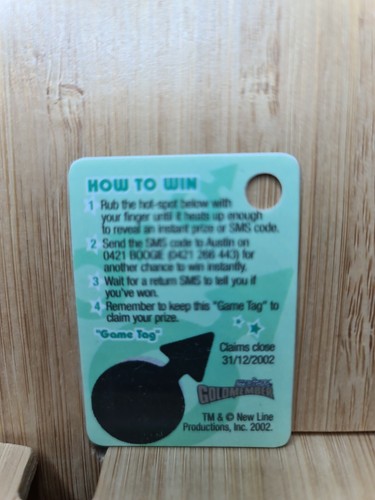 HOW TO WIN
1 Rub the hot-spot below with
your finger until it heats up enough
to reveal an instant prize or SMS code.
2 Send the SMS code to Austin on
0421 BOOGIE (0421 266 443) for
another chance to win instantly.
3 Wait for a return SMS to tell you if
you've won.
4 Remember to keep this "Game Tag" to
claim your prize.
"Game Tag"
Claims close
31/12/2002
GOLDMEMBER
TM & © New Line
Productions, Inc. 2002.